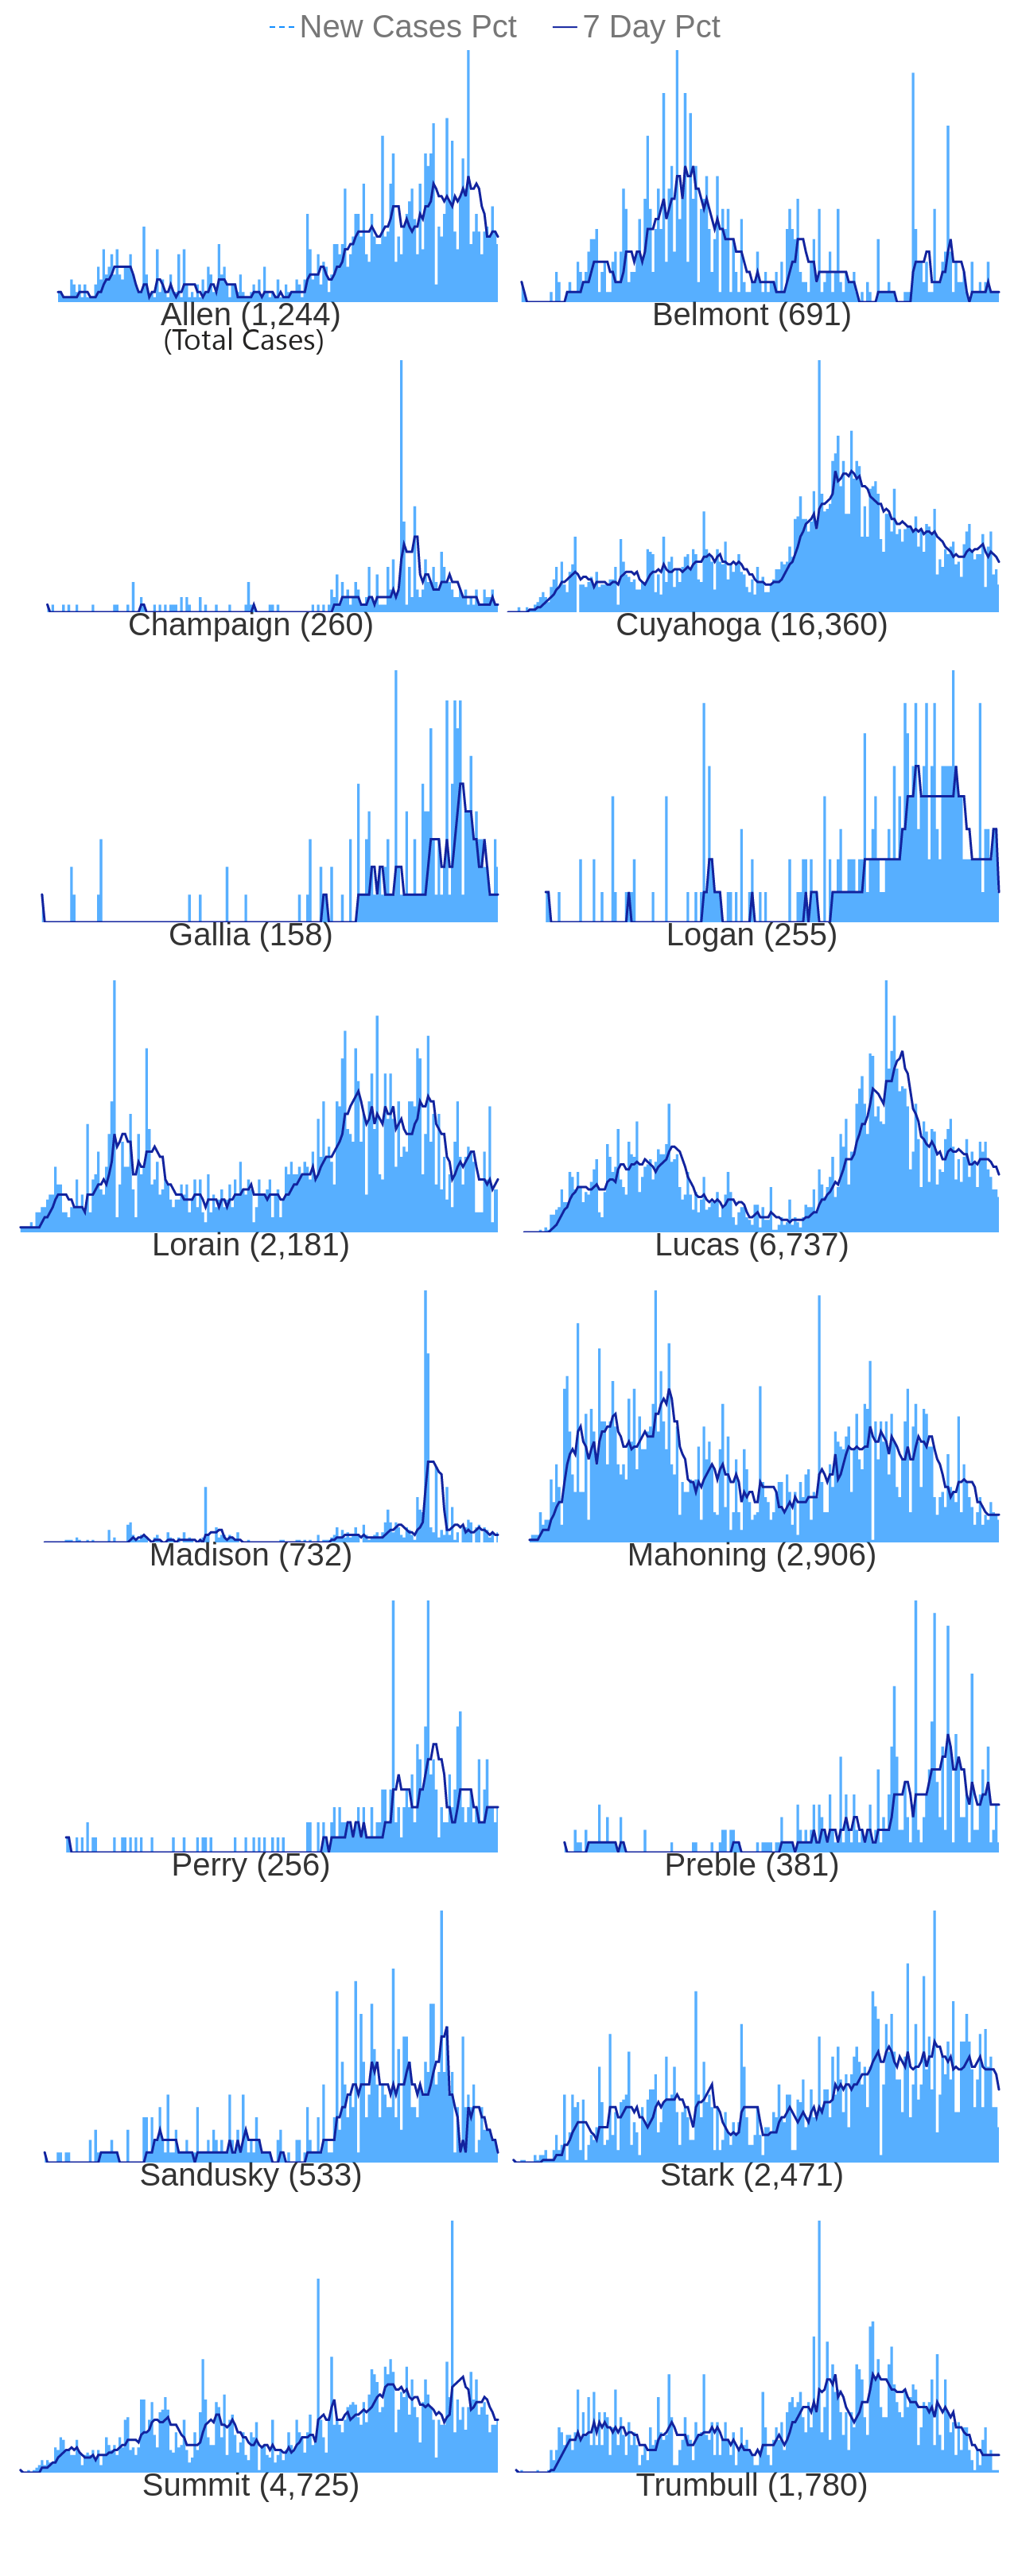 New Cases Pct 7 Day Pct
Allen (1,244) Belmont (691)
(Total Cases)
Champaign (260) Cuyahoga (16,360)
Gallia (158) Logan (255)
Lorain (2,181) Lucas (6,737)
Madison (732) Mahoning (2,906)
Perry (256) Preble (381)
Sandusky (533) Stark (2,471)
Summit (4,725) Trumbull (1,780)